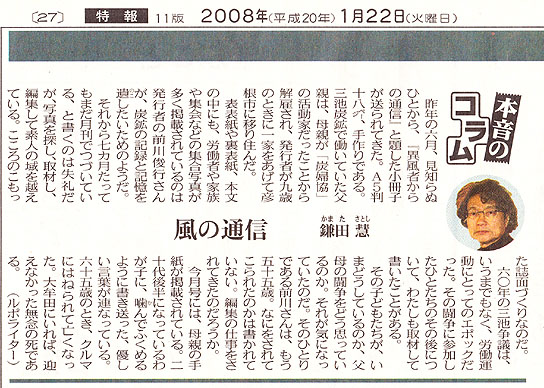 〔27〕 特報 11版 2008年(平成20年)1月22日(火曜日)
本音のコラム
風の通信
鎌田 慧
かまた さとし
昨年の六月、見知らぬ
ひとから、「異風者から
の通信」と題した小冊子
が送られてきた。A5判
十八㌻、手作りである。
三池炭鉱で働いていた父
親は、母親が「炭婦協」
の活動家だったことから
解雇され、発行者が九歳
のときに一家をあげて彦
根市に移り住んだ。
表表紙や裏表紙、本文
の中にも、労働者や家族
や集会などの集合写真が
多く掲載されているのは
発行者の前川俊行さん
が、炭鉱の記録と記憶を
遺したいためのようだ。
それから七カ月たって
もまだ月刊でつづいてい
る、と書くのは失礼だ
が、写真を探し、取材し、
編集して素人の域を越え
ている。こころのこもっ
た誌面づくりなのだ。
六〇年の三池争議は、
いうまでもなく、労働運
動にとってのエポックだ
った。その闘争に参加し
たひとたちのその後につ
いて、わたしも取材して
書いたことがある。
その子どもたちが、い
まどうしているのか、父
母の闘争をどう思ってい
るのか。それが気になっ
ていたのだ。そのひとり
である前川さんは、もう
五十五歳。なにをされて
こられたのかは書かれて
いない。編集の仕事をさ
れてきたのだろうか。
今月号には、母親の手
紙が掲載されている。二
十代後半になっているわ
が子に、噛んでふくめる
ように書き送った、優し
い言葉が連なっている。
六十五歳のとき、クルマ
にはねられて亡くなっ
た。大牟田にいれば、迎
えなかった無念の死であ
る。 (ルポライター)